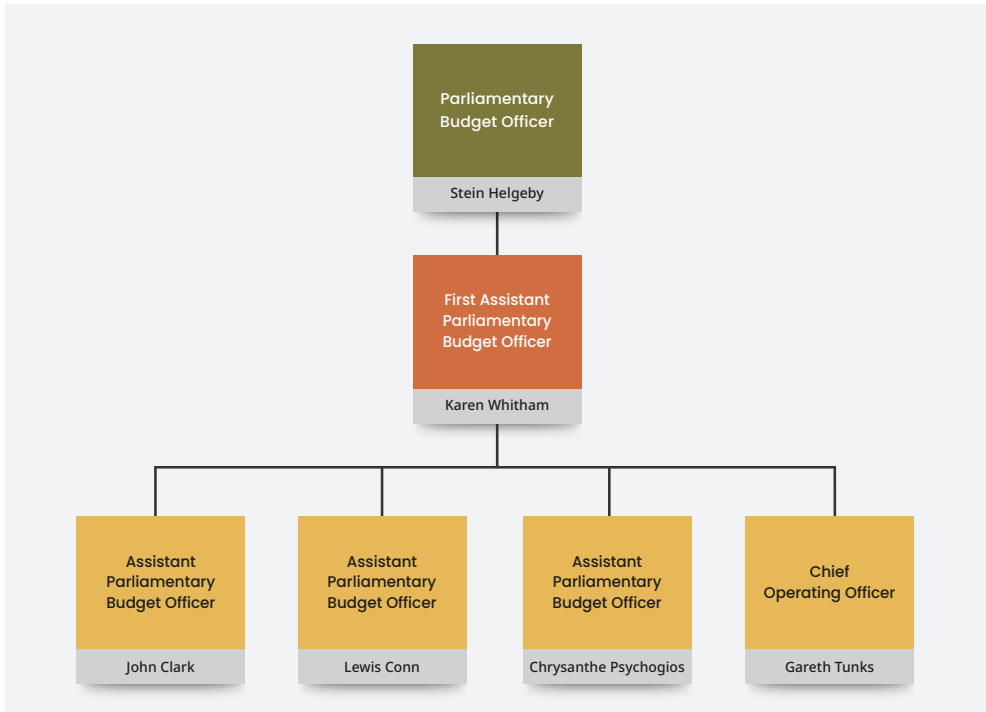 Parliamentary
Budget Officer
Stein Helgeby
First Assistant
Parliamentary
Budget Officer
Karen Whitham
Assistant
Parliamentary
Budget Officer
John Clark
Assistant
Parliamentary
Budget Officer
Lewis Conn
Assistant
Parliamentary
Budget Officer
Chrysanthe Psychogios
Chief
Operating Officer
Gareth Tunks